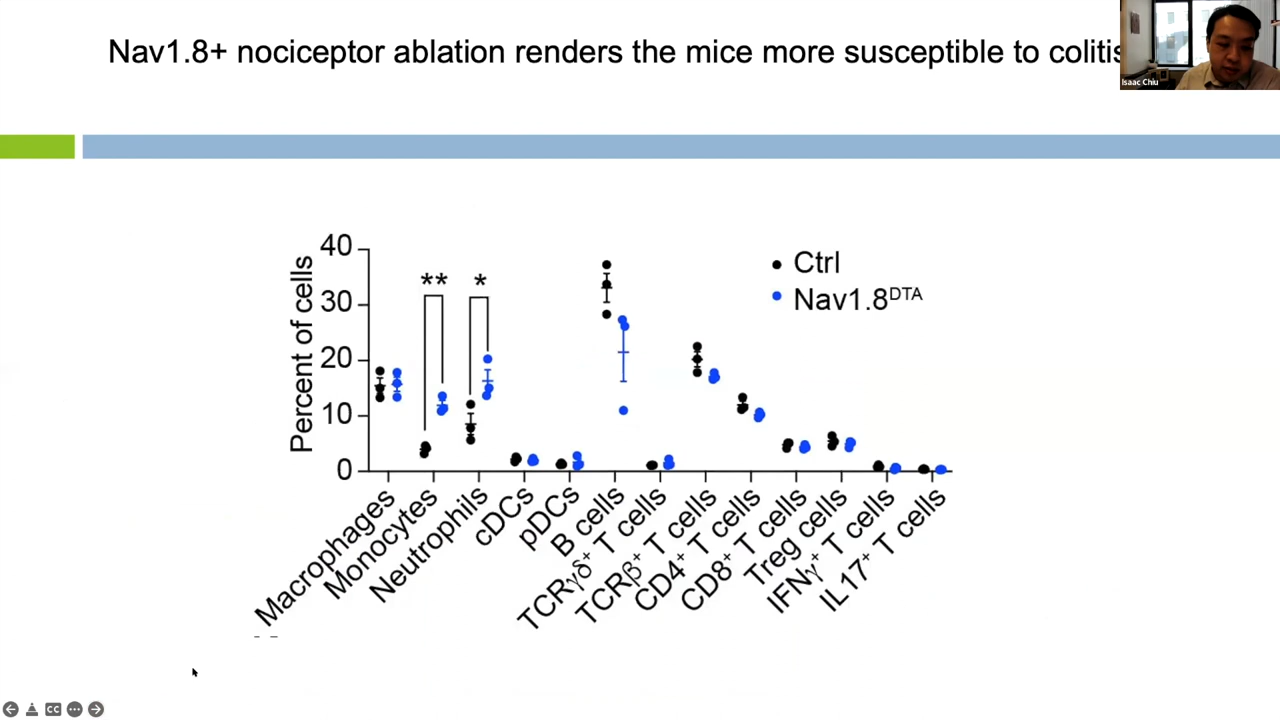 Nav1.8+ nociceptor ablation renders the mice more susceptible to colitis
Isaac Chiu
Percent of cells
40
30
20
10
0
**
*
Ctrl
Nav1.8ᴰᵀᴬ
Macrophages
Monocytes
Neutrophils
cDCs
pDCs
B cells
TCRγδ⁺ T cells
TCRβ⁺ T cells
CD4⁺ T cells
CD8⁺ T cells
Treg cells
IFNγ⁺ T cells
IL17⁺ T cells
CC